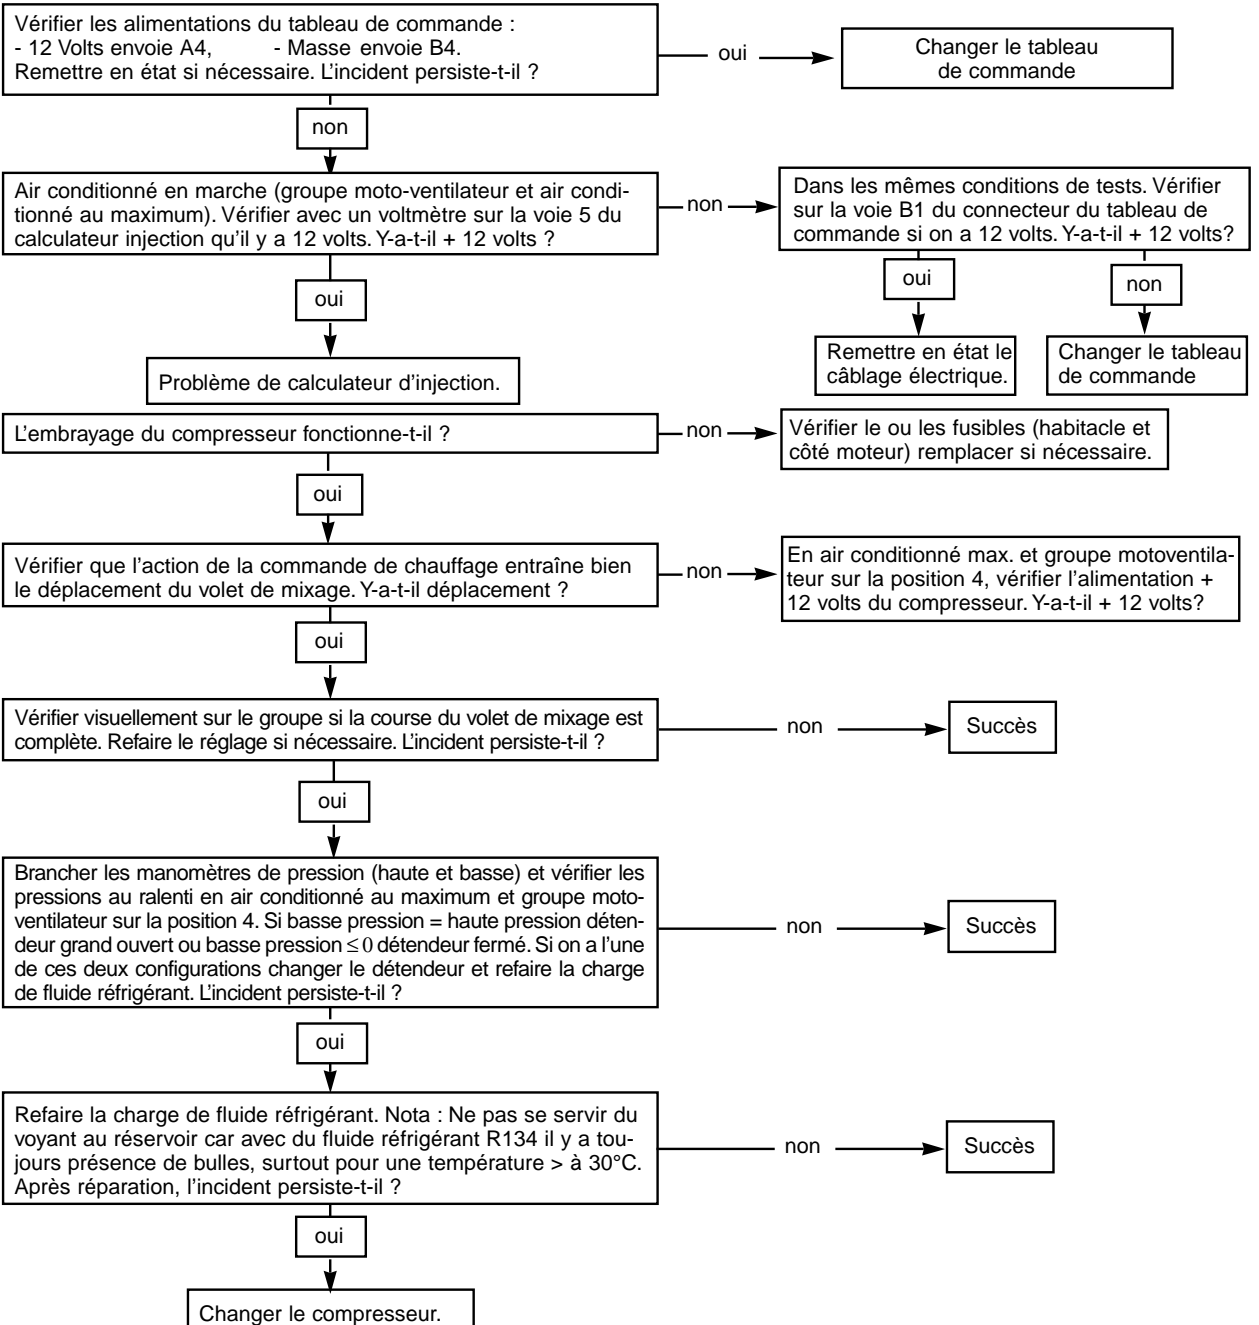 Vérifier les alimentations du tableau de commande :
- 12 Volts envoie A4, - Masse envoie B4.
Remettre en état si nécessaire. L'incident persiste-t-il ?
oui
Changer le tableau
de commande
non
Air conditionné en marche (groupe moto-ventilateur et air condi-
tionné au maximum). Vérifier avec un voltmètre sur la voie 5 du
calculateur injection qu'il y a 12 volts. Y-a-t-il + 12 volts ?
non
Dans les mêmes conditions de tests. Vérifier
sur la voie B1 du connecteur du tableau de
commande si on a 12 volts. Y-a-t-il + 12 volts?
oui
oui
non
Problème de calculateur d'injection.
Remettre en état le
câblage électrique.
Changer le tableau
de commande
L'embrayage du compresseur fonctionne-t-il ?
non
Vérifier le ou les fusibles (habitacle et
côté moteur) remplacer si nécessaire.
oui
Vérifier que l'action de la commande de chauffage entraîne bien
le déplacement du volet de mixage. Y-a-t-il déplacement ?
non
En air conditionné max. et groupe motoventila-
teur sur la position 4, vérifier l'alimentation +
12 volts du compresseur. Y-a-t-il + 12 volts?
oui
Vérifier visuellement sur le groupe si la course du volet de mixage est
complète. Refaire le réglage si nécessaire. L'incident persiste-t-il ?
non
Succès
oui
Brancher les manomètres de pression (haute et basse) et vérifier les
pressions au ralenti en air conditionné au maximum et groupe moto-
ventilateur sur la position 4. Si basse pression = haute pression déten-
deur grand ouvert ou basse pression ≤ 0 détendeur fermé. Si on a l'une
de ces deux configurations changer le détendeur et refaire la charge
de fluide réfrigérant. L'incident persiste-t-il ?
non
Succès
oui
Refaire la charge de fluide réfrigérant. Nota : Ne pas se servir du
voyant au réservoir car avec du fluide réfrigérant R134 il y a tou-
jours présence de bulles, surtout pour une température > à 30°C.
Après réparation, l'incident persiste-t-il ?
non
Succès
oui
Changer le compresseur.